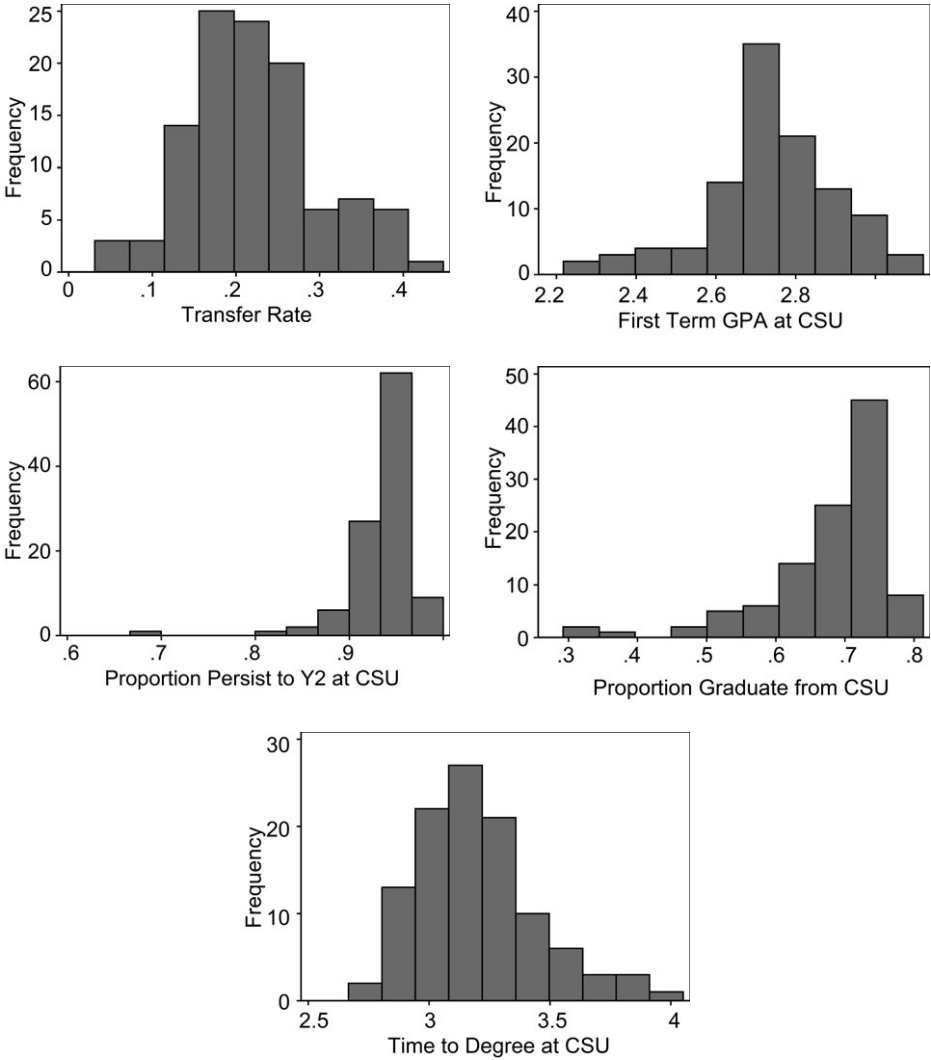 25
20
15
10
5
0
Frequency
0 .1 .2 .3 .4
Transfer Rate
40
30
20
10
0
Frequency
2.2 2.4 2.6 2.8
First Term GPA at CSU
60
40
20
0
Frequency
.6 .7 .8 .9
Proportion Persist to Y2 at CSU
50
40
30
20
10
0
Frequency
.3 .4 .5 .6 .7 .8
Proportion Graduate from CSU
30
20
10
0
Frequency
2.5 3 3.5 4
Time to Degree at CSU